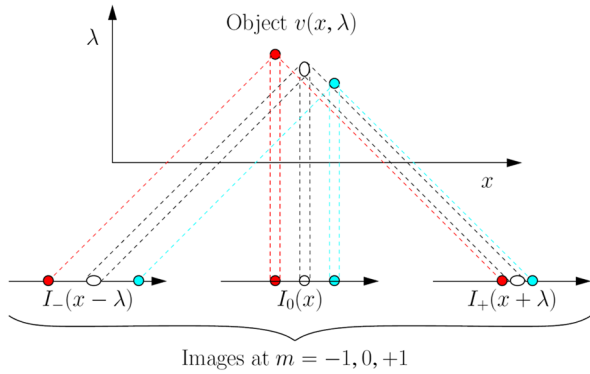 Object v(x, λ)
λ
x
I₋(x − λ)
I₀(x)
I₊(x + λ)
Images at m = −1, 0, +1